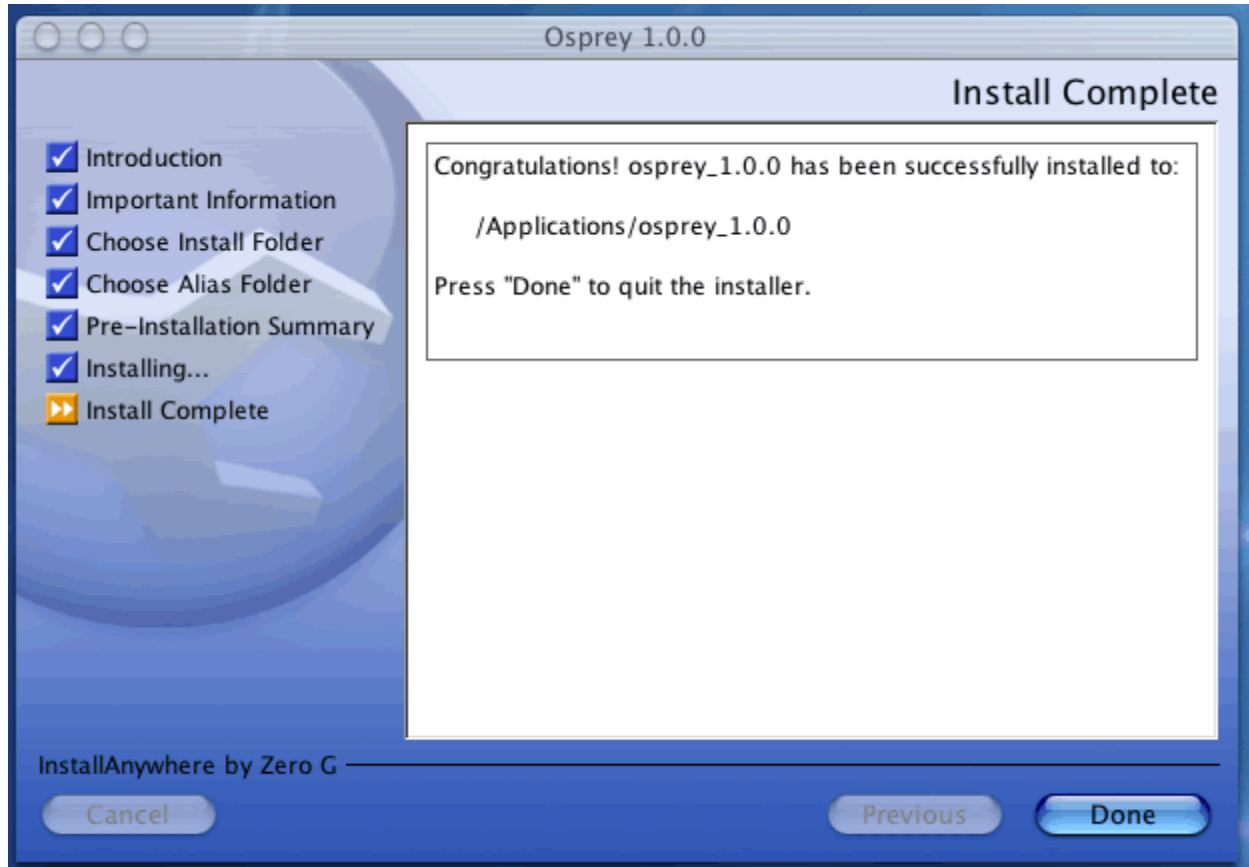 Osprey 1.0.0
Install Complete
Introduction
Important Information
Choose Install Folder
Choose Alias Folder
Pre-Installation Summary
Installing...
Install Complete
Congratulations! osprey_1.0.0 has been successfully installed to:
/Applications/osprey_1.0.0
Press "Done" to quit the installer.
InstallAnywhere by Zero G
Cancel
Previous
Done